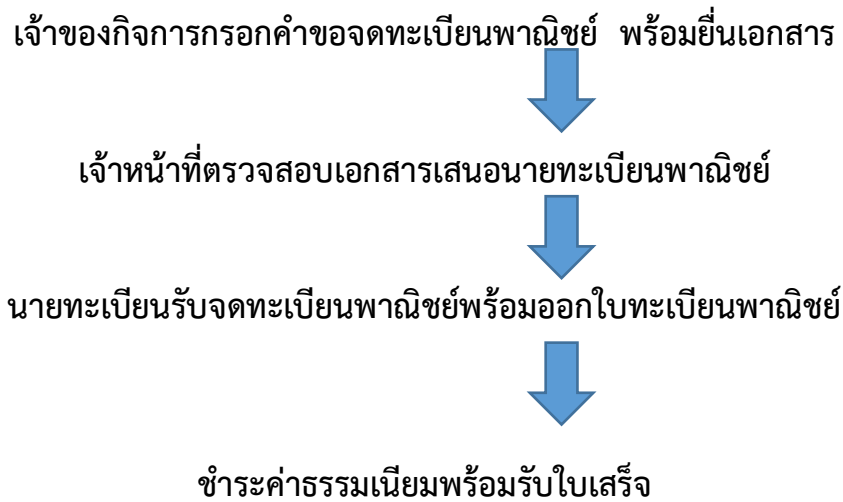 เจ้าของกิจการกรอกคำขอจดทะเบียนพาณิชย์ พร้อมยื่นเอกสาร
เจ้าหน้าที่ตรวจสอบเอกสารเสนอนายทะเบียนพาณิชย์
นายทะเบียนรับจดทะเบียนพาณิชย์พร้อมออกใบทะเบียนพาณิชย์
ชำระค่าธรรมเนียมพร้อมรับใบเสร็จ